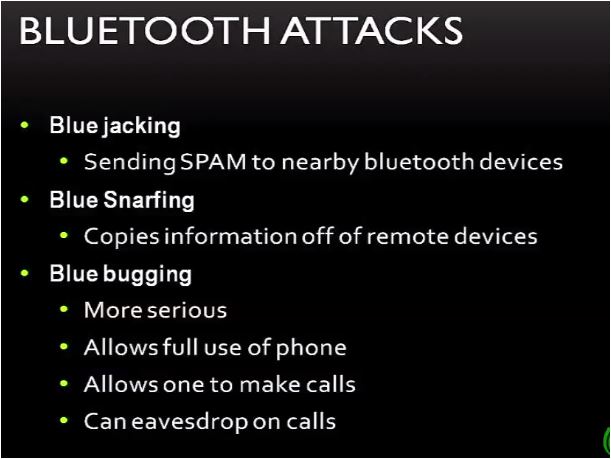 BLUETOOTH ATTACKS
• Blue jacking
• Sending SPAM to nearby bluetooth devices
• Blue Snarfing
• Copies information off of remote devices
• Blue bugging
• More serious
• Allows full use of phone
• Allows one to make calls
• Can eavesdrop on calls